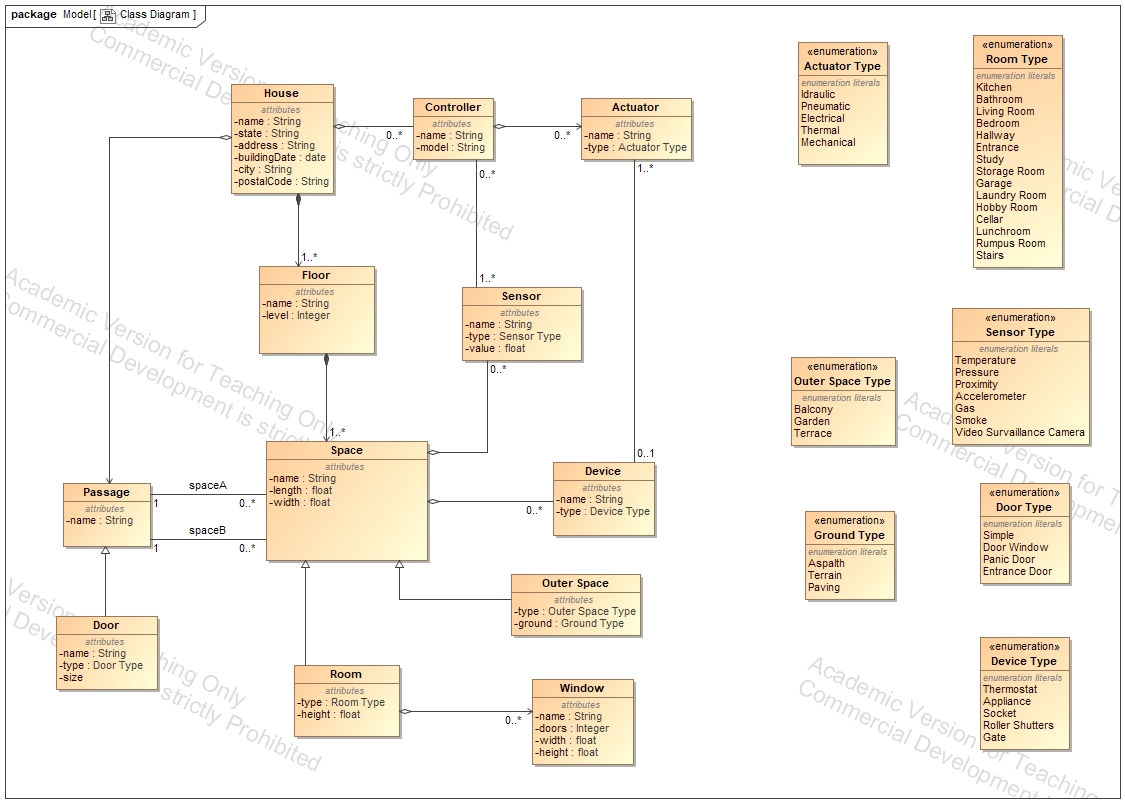 package Model [ Class Diagram ]
House
attributes
-name : String
-state : String
-address : String
-buildingDate : date
-city : String
-postalCode : String
0..*
Controller
attributes
-name : String
-model : String
0..*
Actuator
attributes
-name : String
-type : Actuator Type
0..*
1..*
1..*
Floor
attributes
-name : String
-level : Integer
1..*
Sensor
attributes
-name : String
-type : Sensor Type
-value : float
0..*
1..*
Space
attributes
-name : String
-length : float
-width : float
0..1
Device
attributes
-name : String
-type : Device Type
0..*
Passage
attributes
-name : String
spaceA
1
0..*
spaceB
1
0..*
Outer Space
attributes
-type : Outer Space Type
-ground : Ground Type
Door
attributes
-name : String
-type : Door Type
-size
Room
attributes
-type : Room Type
-height : float
0..*
Window
attributes
-name : String
-doors : Integer
-width : float
-height : float
«enumeration»
Actuator Type
enumeration literals
Idraulic
Pneumatic
Electrical
Thermal
Mechanical
«enumeration»
Room Type
enumeration literals
Kitchen
Bathroom
Living Room
Bedroom
Hallway
Entrance
Study
Storage Room
Garage
Laundry Room
Hobby Room
Cellar
Lunchroom
Rumpus Room
Stairs
«enumeration»
Sensor Type
enumeration literals
Temperature
Pressure
Proximity
Accelerometer
Gas
Smoke
Video Survaillance Camera
«enumeration»
Outer Space Type
enumeration literals
Balcony
Garden
Terrace
«enumeration»
Door Type
enumeration literals
Simple
Door Window
Panic Door
Entrance Door
«enumeration»
Ground Type
enumeration literals
Aspalth
Terrain
Paving
«enumeration»
Device Type
enumeration literals
Thermostat
Appliance
Socket
Roller Shutters
Gate
Academic Version for Teaching Only
Commercial Development is strictly Prohibited